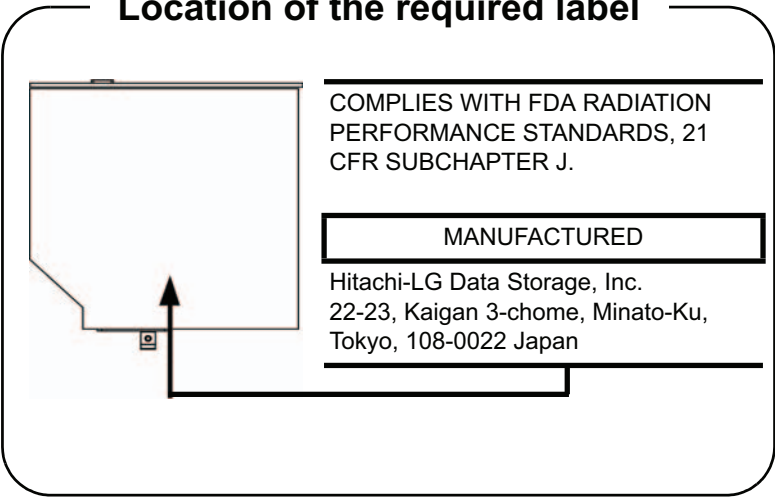 Location of the required label
COMPLIES WITH FDA RADIATION
PERFORMANCE STANDARDS, 21
CFR SUBCHAPTER J.
MANUFACTURED
Hitachi-LG Data Storage, Inc.
22-23, Kaigan 3-chome, Minato-Ku,
Tokyo, 108-0022 Japan